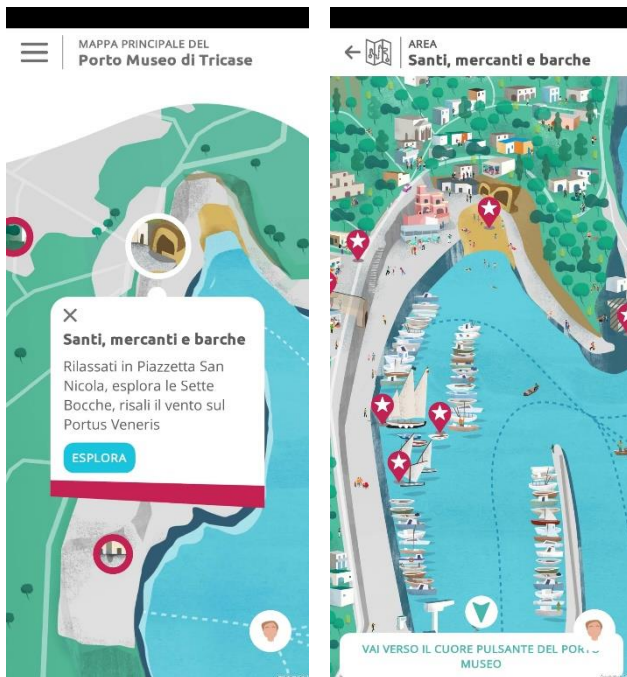 MAPPA PRINCIPALE DEL
Porto Museo di Tricase
Santi, mercanti e barche
Rilassati in Piazzetta San
Nicola, esplora le Sette
Bocche, risali il vento sul
Portus Veneris
ESPLORA
AREA
Santi, mercanti e barche
VAI VERSO IL CUORE PULSANTE DEL
MUSEO